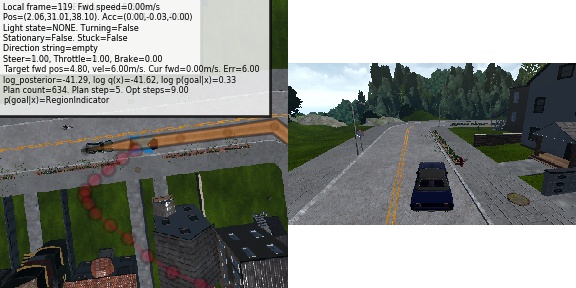 Local frame=119. Fwd speed=0.00m/s
Pos=(2.06,31.01,38.10). Acc=(0.00,-0.03,-0.00)
Light state=NONE. Turning=False
Stationary=False. Stuck=False
Direction string=empty
Steer=1.00, Throttle=1.00, Brake=0.00
Target fwd pos=4.80, vel=6.00m/s. Cur fwd=0.00m/s. Err=6.00
log_posterior=-41.29, log q(x)=-41.62, log p(goal|x)=0.33
Plan count=634. Plan step=5. Opt steps=9.00
p(goal|x)=RegionIndicator